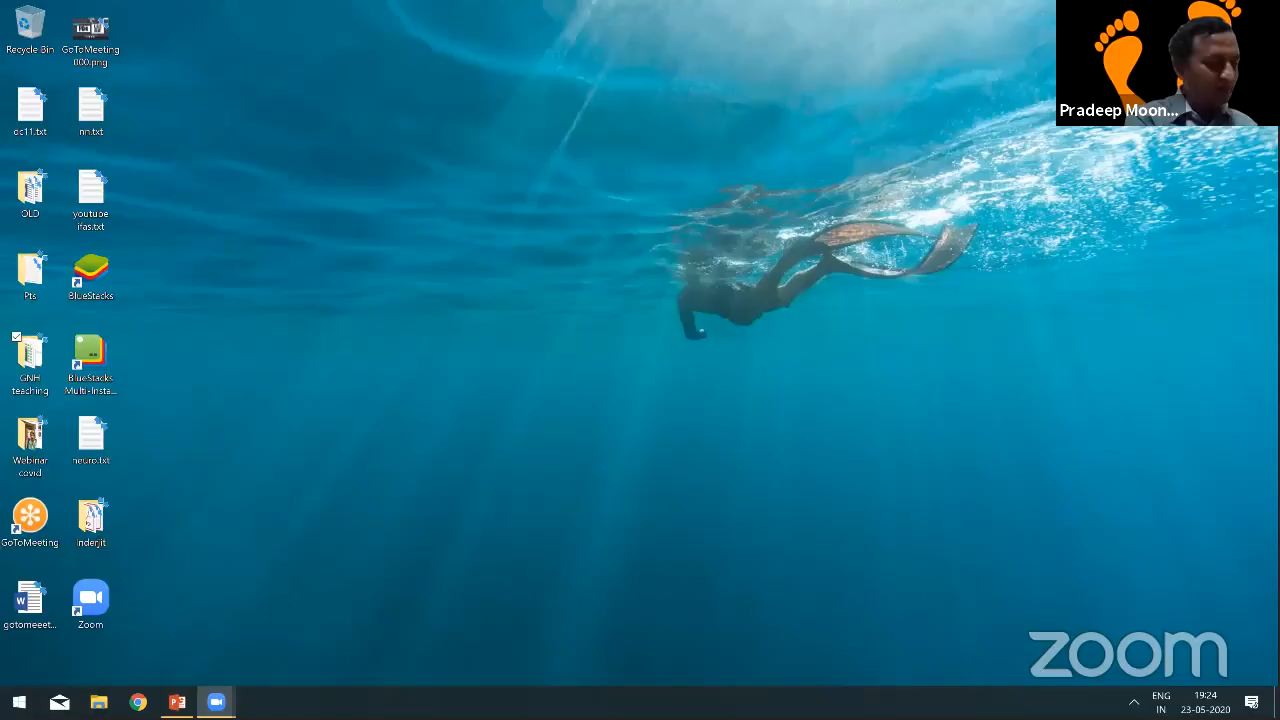 Recycle Bin
GoToMeeting
000.png
oc11.txt
nn.txt
OLD
youtube
ifas.txt
Pts
BlueStacks
GNH
teaching
BlueStacks
Multi-Insta...
Webinar
covid
neuro.txt
GoToMeeting
Inderjit
gotomeeet...
Zoom
Pradeep Moon...
zoom
ENG
IN
19:24
23-05-2020